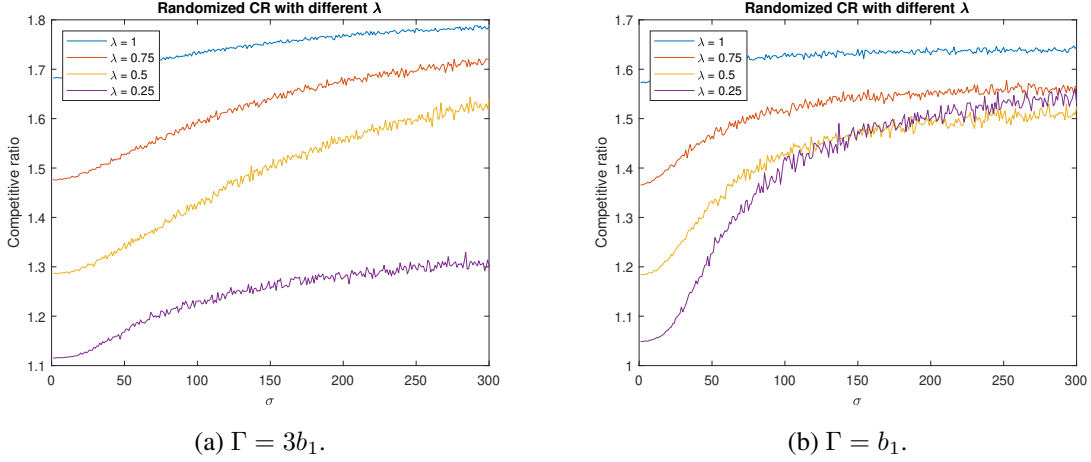 Randomized CR with different λ
1.8
1.7
1.6
1.5
1.4
1.3
1.2
1.1
Competitive ratio
λ = 1
λ = 0.75
λ = 0.5
λ = 0.25
0 50 100 150 200 250 300
σ
(a) Γ = 3b₁.
Randomized CR with different λ
1.7
1.6
1.5
1.4
1.3
1.2
1.1
1
Competitive ratio
λ = 1
λ = 0.75
λ = 0.5
λ = 0.25
0 50 100 150 200 250 300
σ
(b) Γ = b₁.